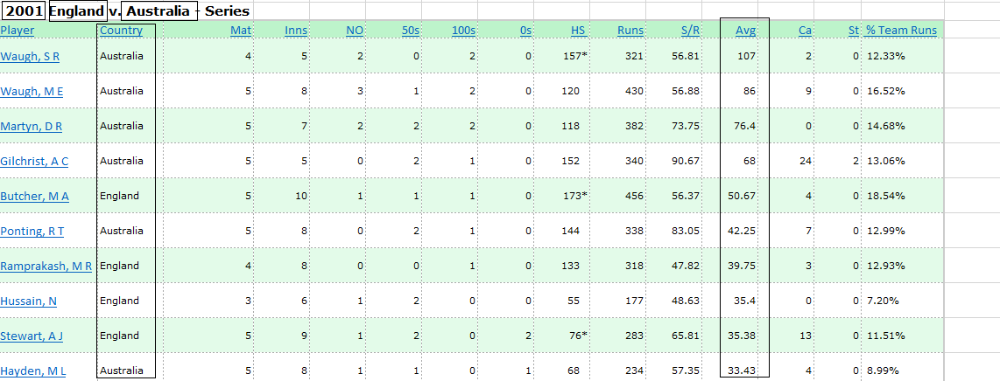 2001 England v. Australia - Series
Player Country Mat Inns NO 50s 100s 0s HS Runs S/R Avg Ca St % Team Runs
Waugh, S R Australia 4 5 2 0 2 0 157* 321 56.81 107 2 0 12.33%
Waugh, M E Australia 5 8 3 1 2 0 120 430 56.88 86 9 0 16.52%
Martyn, D R Australia 5 7 2 2 2 0 118 382 73.75 76.4 0 0 14.68%
Gilchrist, A C Australia 5 5 0 2 1 0 152 340 90.67 68 24 2 13.06%
Butcher, M A England 5 10 1 1 1 0 173* 456 56.37 50.67 4 0 18.54%
Ponting, R T Australia 5 8 0 2 1 0 144 338 83.05 42.25 7 0 12.99%
Ramprakash, M R England 4 8 0 0 1 0 133 318 47.82 39.75 3 0 12.93%
Hussain, N England 3 6 1 2 0 0 55 177 48.63 35.4 0 0 7.20%
Stewart, A J England 5 9 1 2 0 2 76* 283 65.81 35.38 13 0 11.51%
Hayden, M L Australia 5 8 1 1 0 1 68 234 57.35 33.43 4 0 8.99%